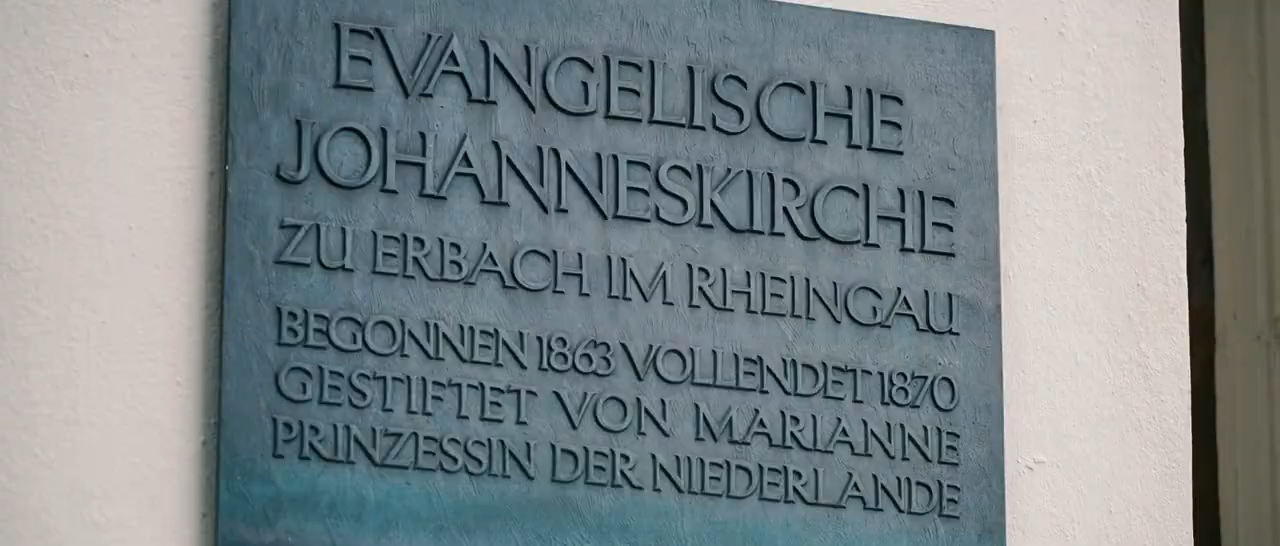 EVANGELISCHE
JOHANNESKIRCHE
ZU ERBACH IM RHEINGAU
BEGONNEN 1863 VOLLENDET 1870
GESTIFTET VON MARIANNE
PRINZESSIN DER NIEDERLANDE